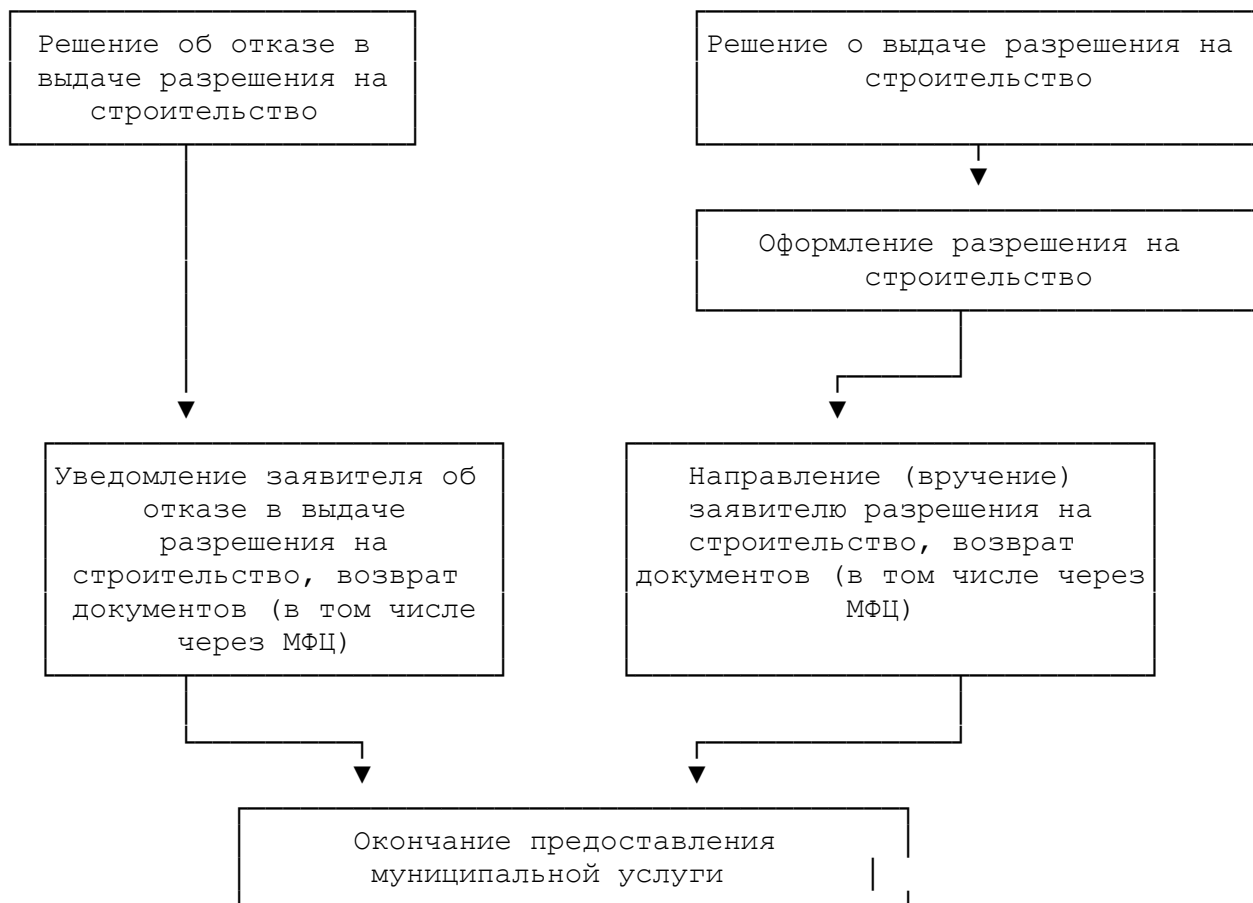 Решение об отказе в
выдаче разрешения на
строительство
Решение о выдаче разрешения на
строительство
Оформление разрешения на
строительство
Уведомление заявителя об
отказе в выдаче
разрешения на
строительство, возврат
документов (в том числе
через МФЦ)
Направление (вручение)
заявителю разрешения на
строительство, возврат
документов (в том числе через
МФЦ)
Окончание предоставления
муниципальной услуги